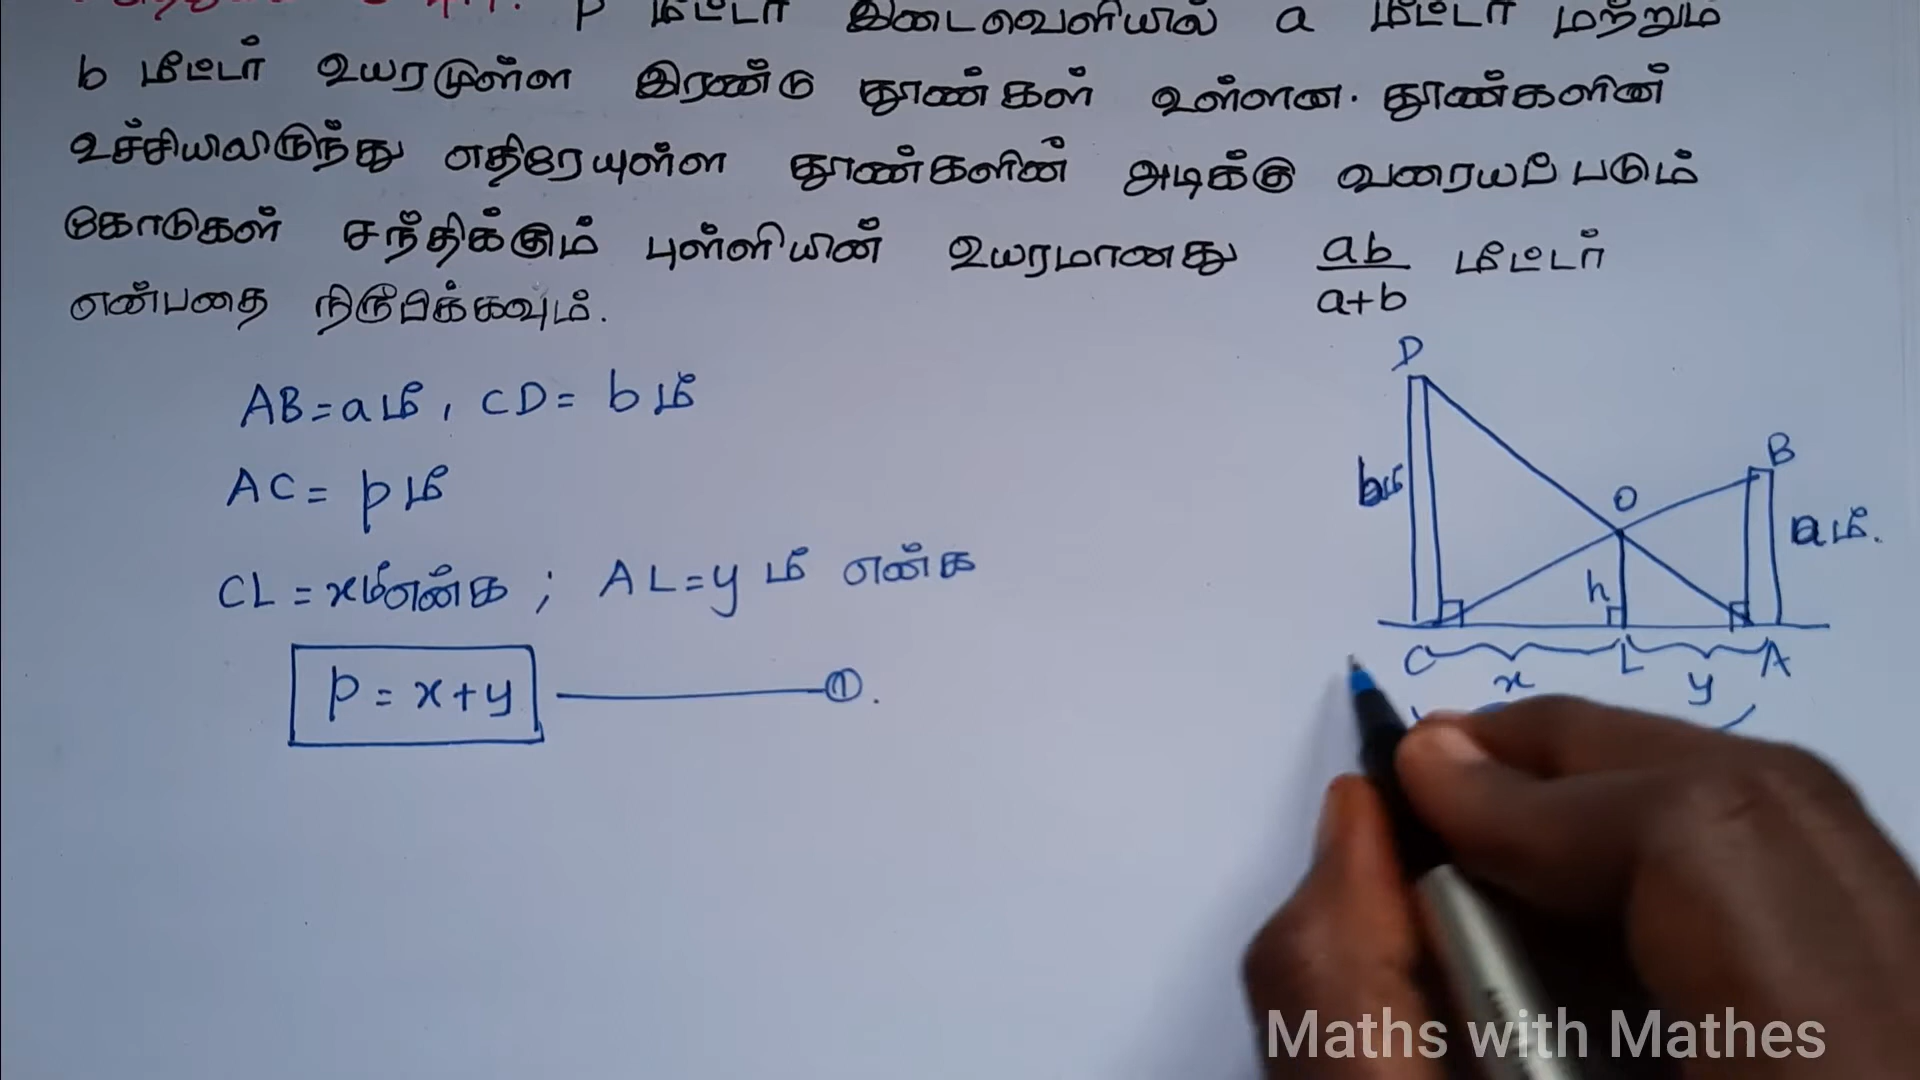 p மீட்டர் இடைவெளியில் a மீட்டர் மற்றும்
b மீட்டர் உயரமுள்ள இரண்டு தூண்கள் உள்ளன. தூண்களின்
உச்சியிலிருந்து எதிரேயுள்ள தூண்களின் அடிக்கு வரையப்படும்
கோடுகள் சந்திக்கும் புள்ளியின் உயரமானது ab/a+b மீட்டர்
என்பதை நிரூபிக்கவும்.
AB=a மீ, CD= b மீ
AC= p மீ
CL = x மீ என்க ; AL=y மீ என்க
p = x+y ①.
D
B
b மீ
O
a மீ.
h
C L A
x y
Maths with Mathes